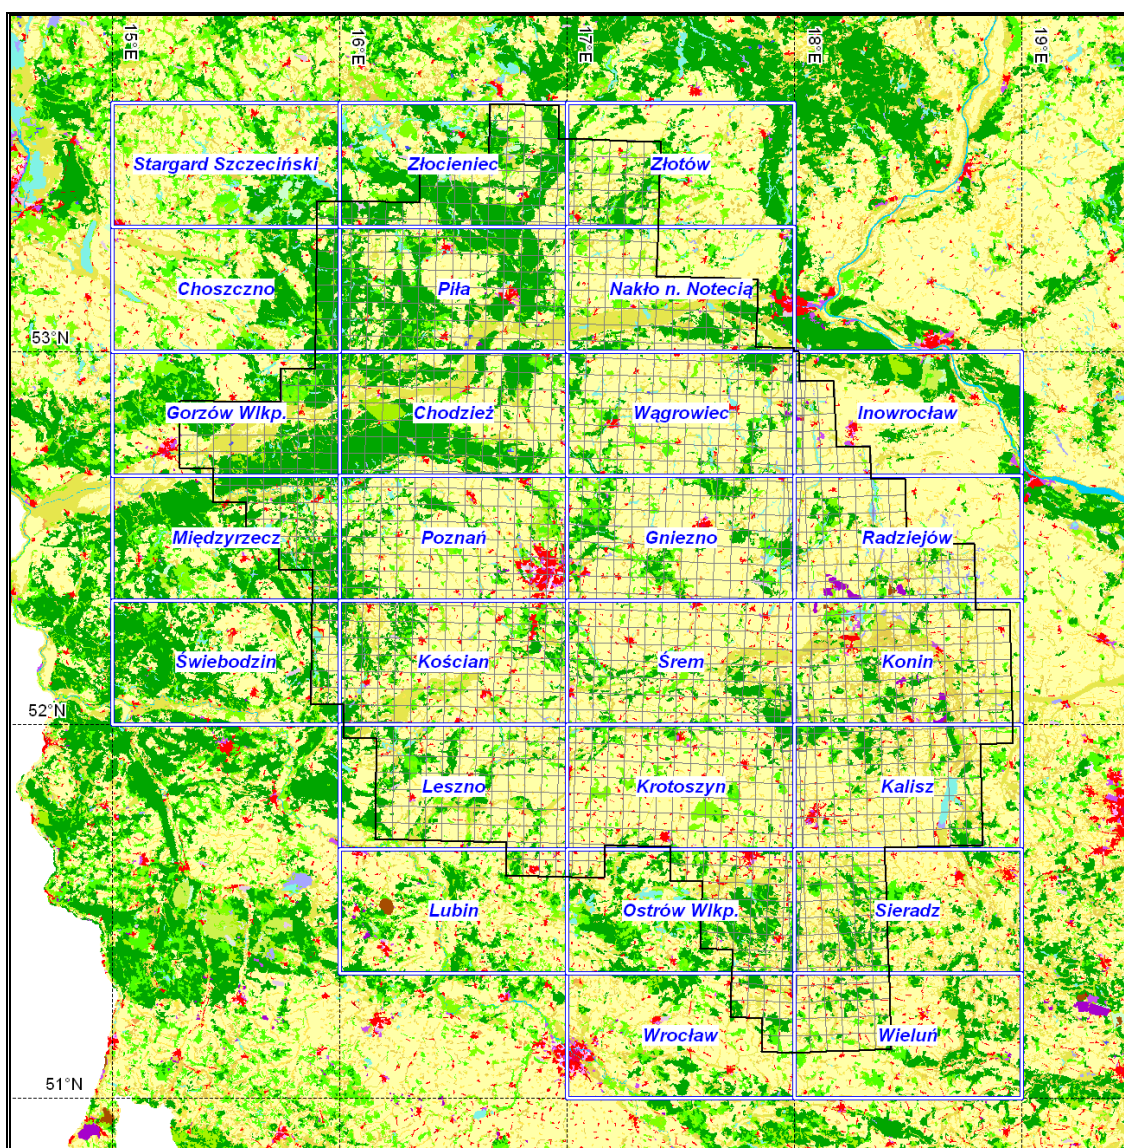 15°E
16°E
17°E
18°E
19°E
Stargard Szczeciński
Złocieniec
Złotów
Choszczno
Piła
Nakło n. Notecią
53°N
Gorzów Wlkp.
Chodzież
Wągrowiec
Inowrocław
Międzyrzecz
Poznań
Gniezno
Radziejów
Świebodzin
Kościan
Śrem
Konin
52°N
Leszno
Krotoszyn
Kalisz
Lubin
Ostrów Wlkp.
Sieradz
Wrocław
Wieluń
51°N